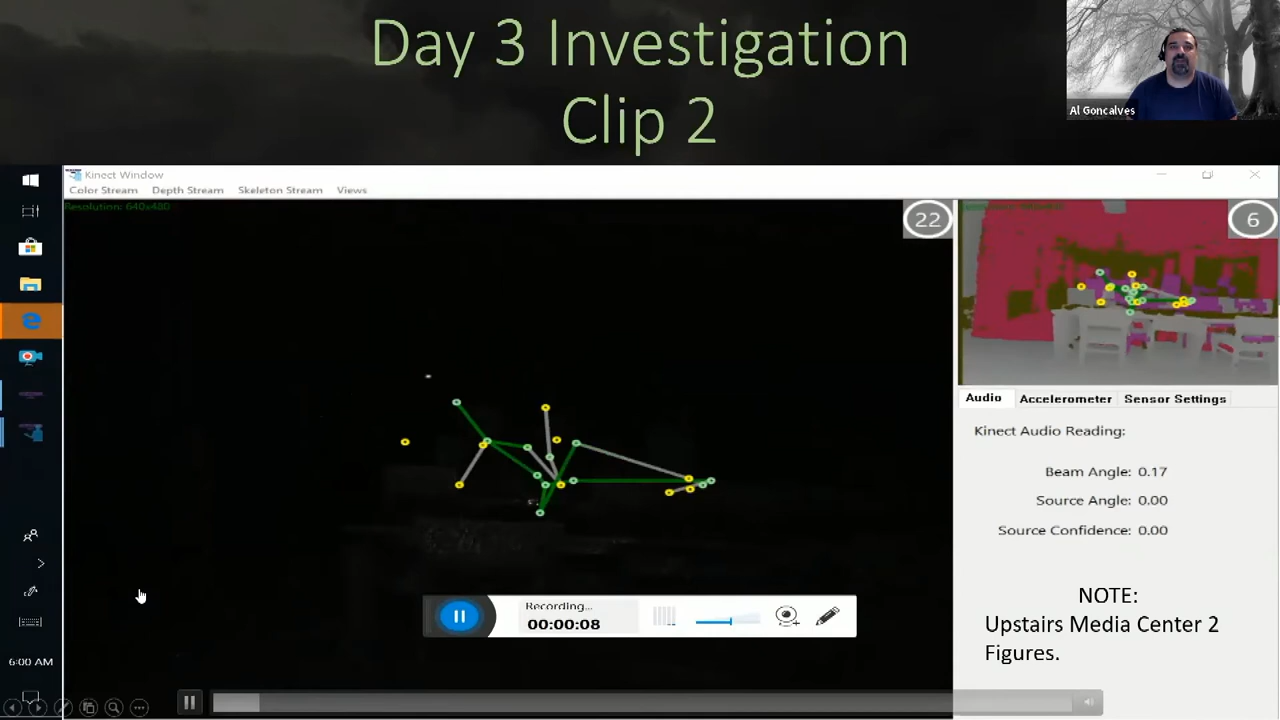 Day 3 Investigation
Clip 2
Al Goncalves
Kinect Window
Color Stream Depth Stream Skeleton Stream Views
Resolution: 640x480
22
6
Audio Accelerometer Sensor Settings
Kinect Audio Reading:
Beam Angle: 0.17
Source Angle: 0.00
Source Confidence: 0.00
Recording...
00:00:08
NOTE:
Upstairs Media Center 2
Figures.
6:00 AM